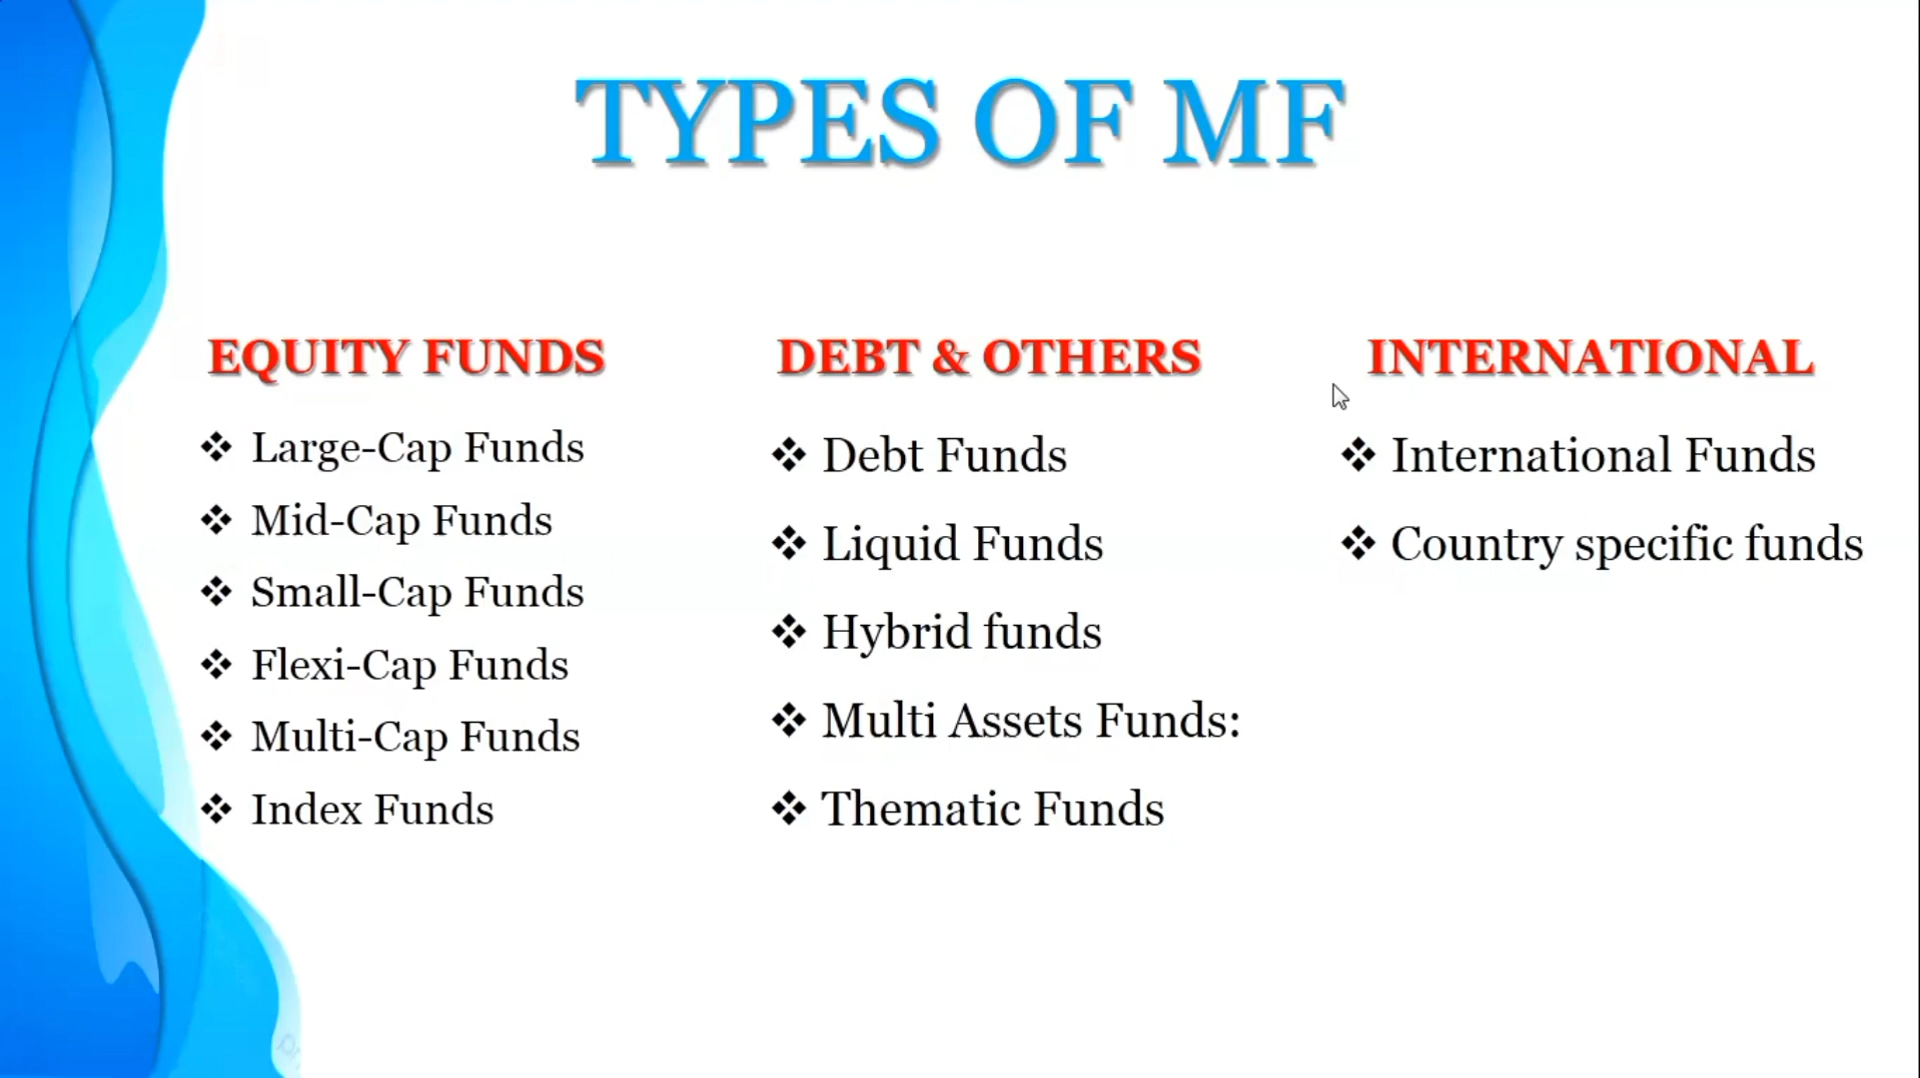 TYPES OF MF
EQUITY FUNDS
❖ Large-Cap Funds
❖ Mid-Cap Funds
❖ Small-Cap Funds
❖ Flexi-Cap Funds
❖ Multi-Cap Funds
❖ Index Funds
DEBT & OTHERS
❖ Debt Funds
❖ Liquid Funds
❖ Hybrid funds
❖ Multi Assets Funds:
❖ Thematic Funds
INTERNATIONAL
❖ International Funds
❖ Country specific funds